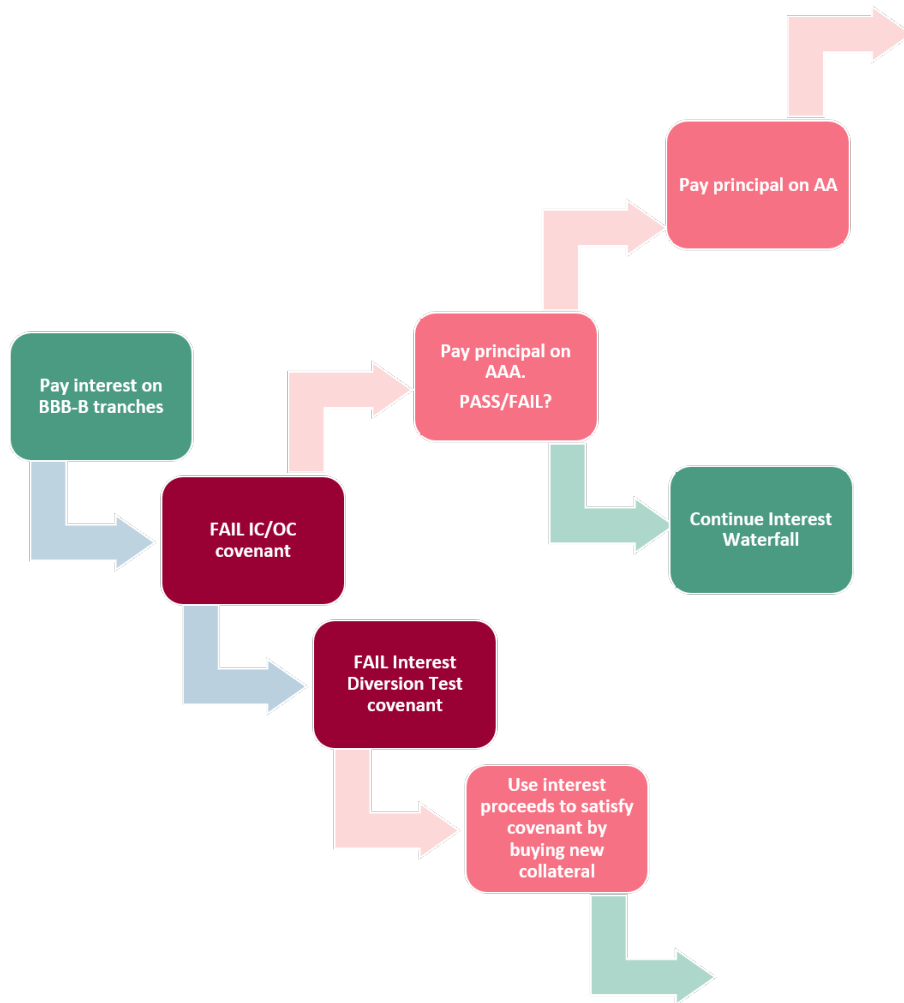 Pay principal on AA
Pay principal on
AAA.
PASS/FAIL?
Pay interest on
BBB-B tranches
FAIL IC/OC
covenant
Continue Interest
Waterfall
FAIL Interest
Diversion Test
covenant
Use interest
proceeds to satisfy
covenant by
buying new
collateral